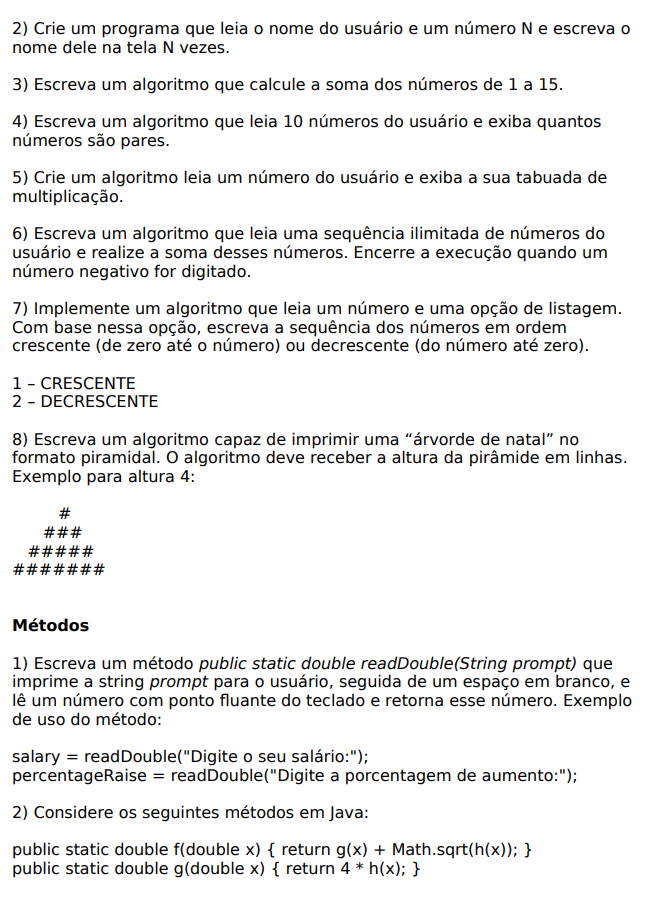 2) Crie um programa que leia o nome do usuário e um número N e escreva o
nome dele na tela N vezes.
3) Escreva um algoritmo que calcule a soma dos números de 1 a 15.
4) Escreva um algoritmo que leia 10 números do usuário e exiba quantos
números são pares.
5) Crie um algoritmo leia um número do usuário e exiba a sua tabuada de
multiplicação.
6) Escreva um algoritmo que leia uma sequência ilimitada de números do
usuário e realize a soma desses números. Encerre a execução quando um
número negativo for digitado.
7) Implemente um algoritmo que leia um número e uma opção de listagem.
Com base nessa opção, escreva a sequência dos números em ordem
crescente (de zero até o número) ou decrescente (do número até zero).
1 – CRESCENTE
2 – DECRESCENTE
8) Escreva um algoritmo capaz de imprimir uma “árvorde de natal” no
formato piramidal. O algoritmo deve receber a altura da pirâmide em linhas.
Exemplo para altura 4:
#
###
#####
#######
Métodos
1) Escreva um método public static double readDouble(String prompt) que
imprime a string prompt para o usuário, seguida de um espaço em branco, e
lê um número com ponto fluante do teclado e retorna esse número. Exemplo
de uso do método:
salary = readDouble("Digite o seu salário:");
percentageRaise = readDouble("Digite a porcentagem de aumento:");
2) Considere os seguintes métodos em Java:
public static double f(double x) { return g(x) + Math.sqrt(h(x)); }
public static double g(double x) { return 4 * h(x); }